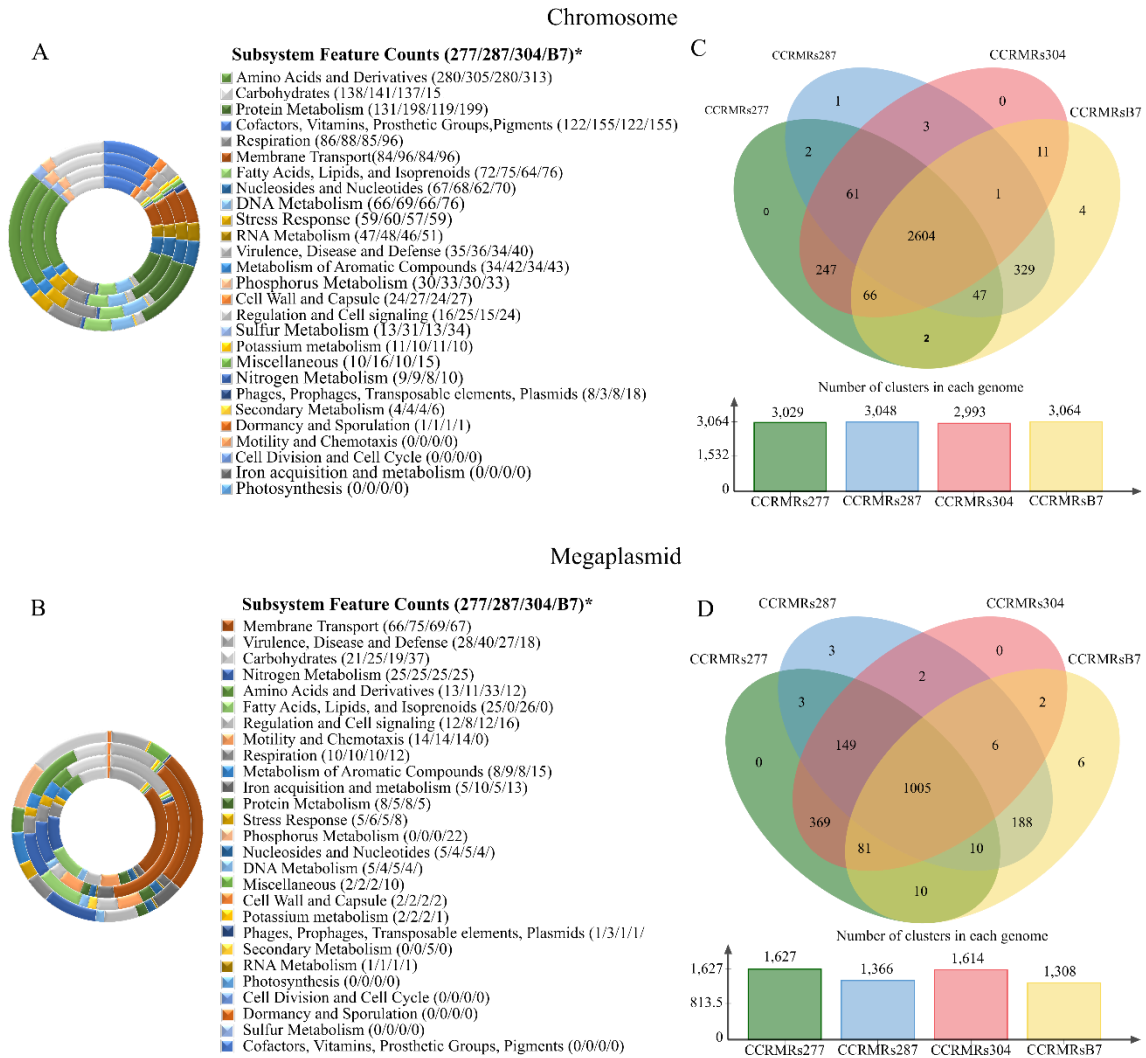 Chromosome
A
Subsystem Feature Counts (277/287/304/B7)*
Amino Acids and Derivatives (280/305/280/313)
Carbohydrates (138/141/137/15
Protein Metabolism (131/198/119/199)
Cofactors, Vitamins, Prosthetic Groups,Pigments (122/155/122/155)
Respiration (86/88/85/96)
Membrane Transport(84/96/84/96)
Fatty Acids, Lipids, and Isoprenoids (72/75/64/76)
Nucleosides and Nucleotides (67/68/62/70)
DNA Metabolism (66/69/66/76)
Stress Response (59/60/57/59)
RNA Metabolism (47/48/46/51)
Virulence, Disease and Defense (35/36/34/40)
Metabolism of Aromatic Compounds (34/42/34/43)
Phosphorus Metabolism (30/33/30/33)
Cell Wall and Capsule (24/27/24/27)
Regulation and Cell signaling (16/25/15/24)
Sulfur Metabolism (13/31/13/34)
Potassium metabolism (11/10/11/10)
Miscellaneous (10/16/10/15)
Nitrogen Metabolism (9/9/8/10)
Phages, Prophages, Transposable elements, Plasmids (8/3/8/18)
Secondary Metabolism (4/4/4/6)
Dormancy and Sporulation (1/1/1/1)
Motility and Chemotaxis (0/0/0/0)
Cell Division and Cell Cycle (0/0/0/0)
Iron acquisition and metabolism (0/0/0/0)
Photosynthesis (0/0/0/0)
C
CCRMRs287
CCRMRs304
CCRMRs277
CCRMRsB7
1
0
3
2
11
61
1
0
4
2604
247
329
66
47
2
Number of clusters in each genome
3,029
3,048
2,993
3,064
3,064
1,532
0
CCRMRs277
CCRMRs287
CCRMRs304
CCRMRsB7
Megaplasmid
B
Subsystem Feature Counts (277/287/304/B7)*
Membrane Transport (66/75/69/67)
Virulence, Disease and Defense (28/40/27/18)
Carbohydrates (21/25/19/37)
Nitrogen Metabolism (25/25/25/25)
Amino Acids and Derivatives (13/11/33/12)
Fatty Acids, Lipids, and Isoprenoids (25/0/26/0)
Regulation and Cell signaling (12/8/12/16)
Motility and Chemotaxis (14/14/14/0)
Respiration (10/10/10/12)
Metabolism of Aromatic Compounds (8/9/8/15)
Iron acquisition and metabolism (5/10/5/13)
Protein Metabolism (8/5/8/5)
Stress Response (5/6/5/8)
Phosphorus Metabolism (0/0/0/22)
Nucleosides and Nucleotides (5/4/5/4/)
DNA Metabolism (5/4/5/4/)
Miscellaneous (2/2/2/10)
Cell Wall and Capsule (2/2/2/2)
Potassium metabolism (2/2/2/1)
Phages, Prophages, Transposable elements, Plasmids (1/3/1/1/
Secondary Metabolism (0/0/5/0)
RNA Metabolism (1/1/1/1)
Photosynthesis (0/0/0/0)
Cell Division and Cell Cycle (0/0/0/0)
Dormancy and Sporulation (0/0/0/0)
Sulfur Metabolism (0/0/0/0)
Cofactors, Vitamins, Prosthetic Groups, Pigments (0/0/0/0)
D
CCRMRs287
CCRMRs304
CCRMRs277
CCRMRsB7
3
0
2
3
2
149
6
0
6
1005
369
188
81
10
10
Number of clusters in each genome
1,627
1,366
1,614
1,308
1,627
813.5
0
CCRMRs277
CCRMRs287
CCRMRs304
CCRMRsB7